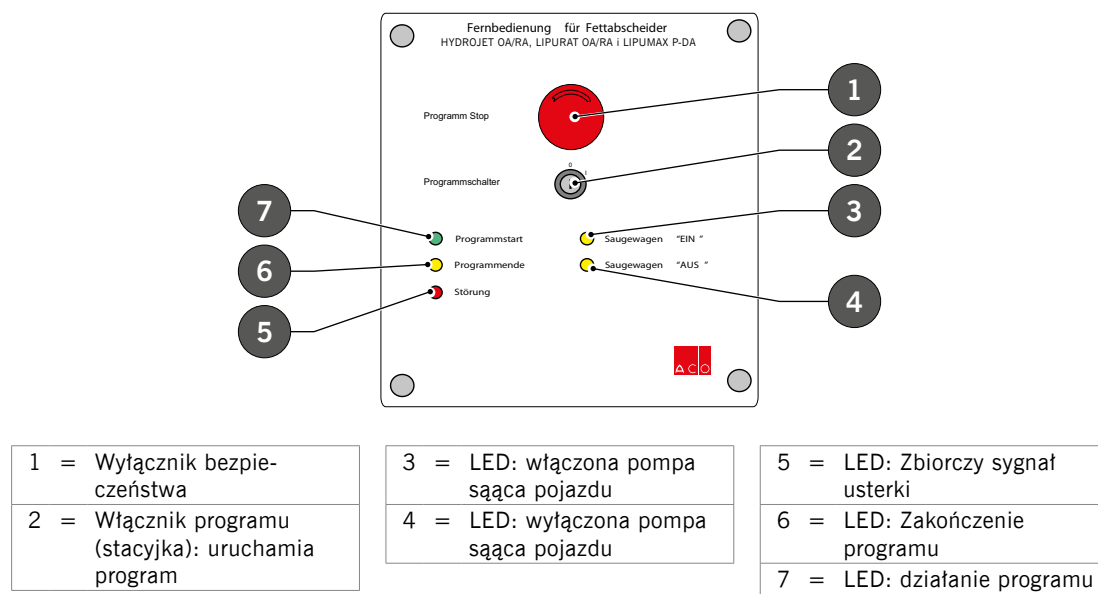 Fernbedienung für Fettabscheider
HYDROJET OA/RA, LIPURAT OA/RA i LIPUMAX P-DA
Programm Stop
1
0
I
2
Programmschalter
7
3
Programmstart
Saugewagen "EIN "
6
Programmende
Saugewagen "AUS "
4
5
Störung
ACO
1 = Wyłącznik bezpie-
czeństwa
2 = Włącznik programu
(stacyjka): uruchamia
program
3 = LED: włączona pompa
sąąca pojazdu
4 = LED: wyłączona pompa
sąąca pojazdu
5 = LED: Zbiorczy sygnał
usterki
6 = LED: Zakończenie
programu
7 = LED: działanie programu